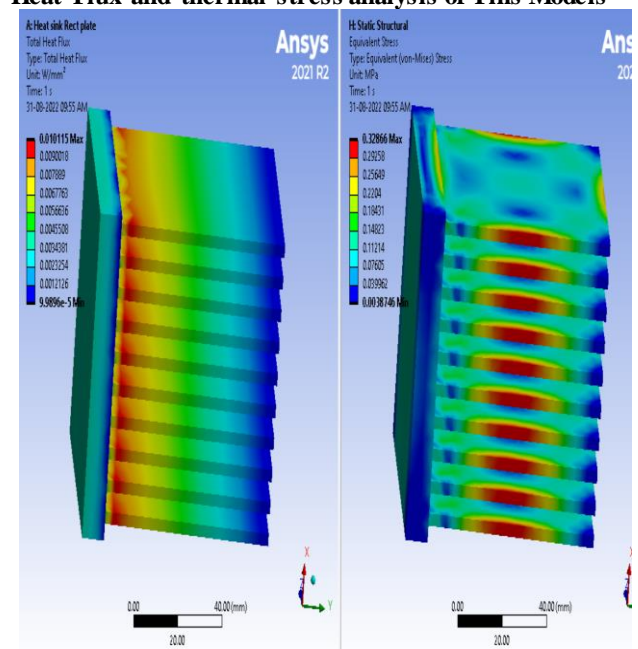 Heat Flux and thermal stress analysis of Fins Models
A: Heat sink Rect plate
Total Heat Flux
Type: Total Heat Flux
Unit: W/mm²
Time: 1 s
31-08-2022 09:55 AM
0.010115 Max
0.0090018
0.007889
0.0067763
0.0056636
0.0045508
0.0034381
0.0023254
0.0012126
9.9896e-5 Min
Ansys
2021 R2
0.00
40.00 (mm)
20.00
X
Y
H: Static Structural
Equivalent Stress
Type: Equivalent (von-Mises) Stress
Unit: MPa
Time: 1 s
31-08-2022 09:55 AM
0.32866 Max
0.29258
0.25649
0.2204
0.18431
0.14823
0.11214
0.07605
0.039962
0.0038746 Min
Ans
202
0.00
40.00 (mm)
20.00
X
Y